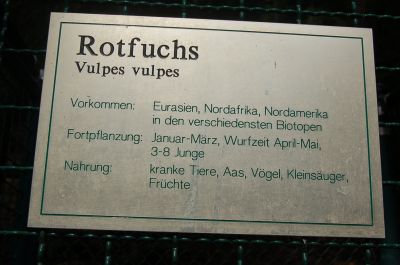 Rotfuchs
Vulpes vulpes
Vorkommen: Eurasien, Nordafrika, Nordamerika
in den verschiedensten Biotopen
Fortpflanzung: Januar-März, Wurfzeit April-Mai,
3-8 Junge
Nahrung: kranke Tiere, Aas, Vögel, Kleinsäuger,
Früchte